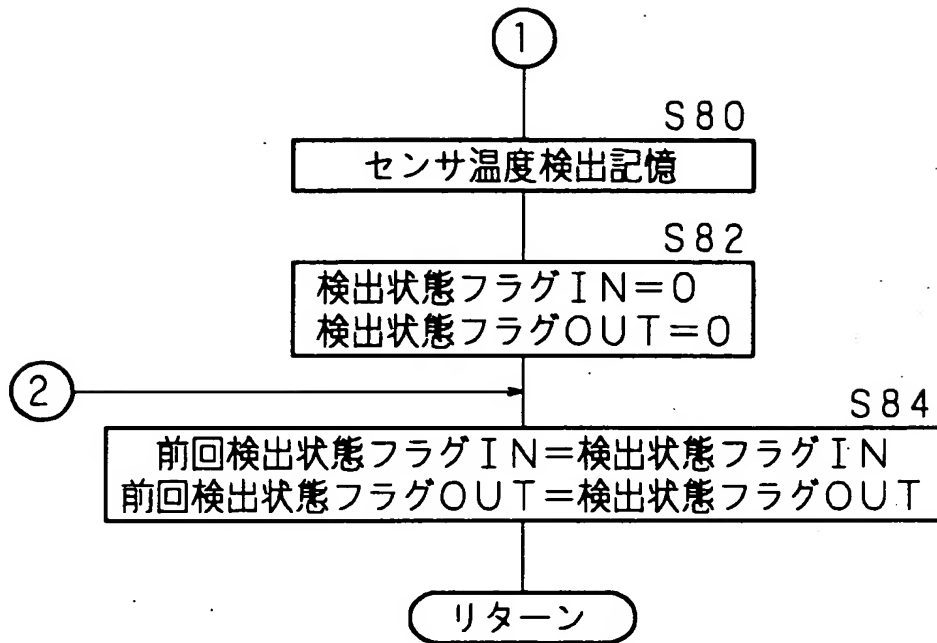 1
S80
センサ温度検出記憶
S82
検出状態フラグIN=0
検出状態フラグOUT=0
2
S84
前回検出状態フラグIN=検出状態フラグIN
前回検出状態フラグOUT=検出状態フラグOUT
リターン